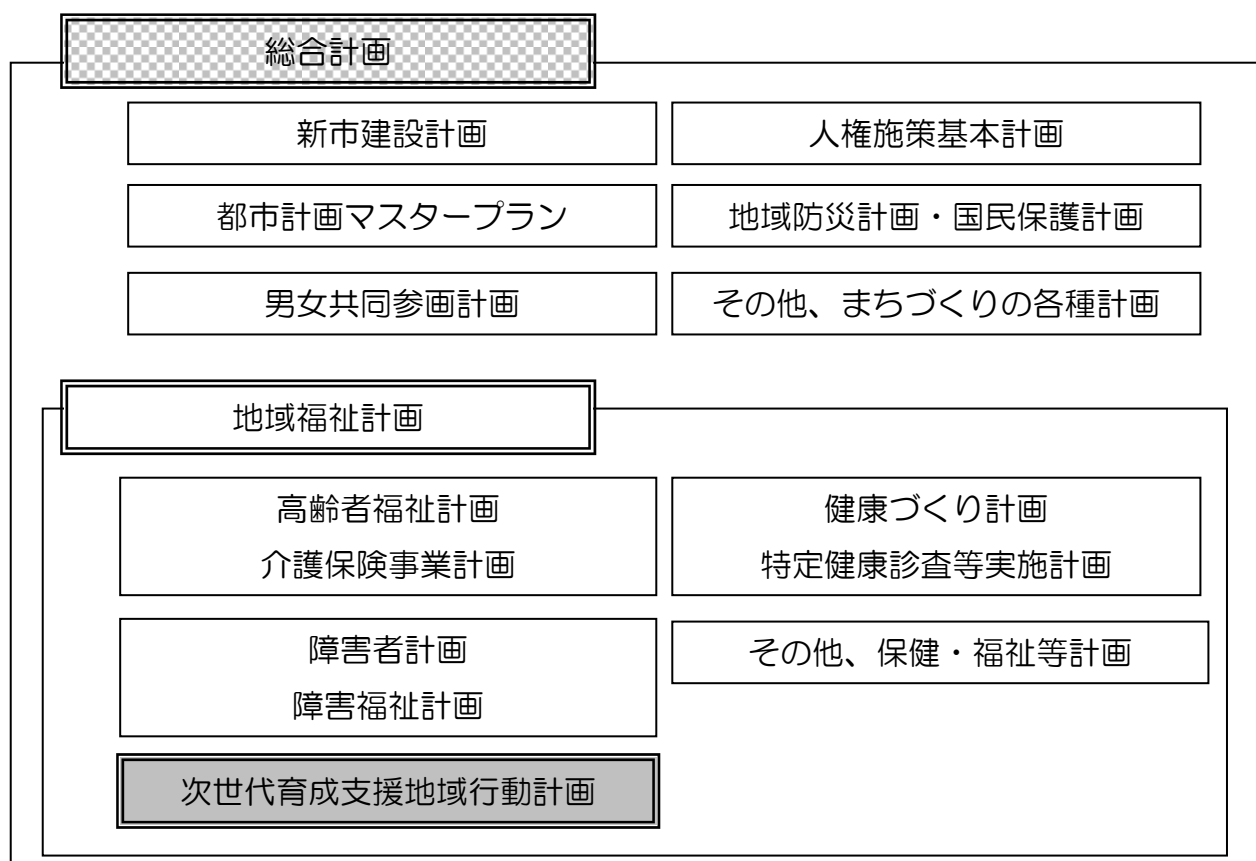 総合計画
新市建設計画
人権施策基本計画
都市計画マスタープラン
地域防災計画・国民保護計画
男女共同参画計画
その他、まちづくりの各種計画
地域福祉計画
高齢者福祉計画
介護保険事業計画
健康づくり計画
特定健康診査等実施計画
障害者計画
障害福祉計画
その他、保健・福祉等計画
次世代育成支援地域行動計画